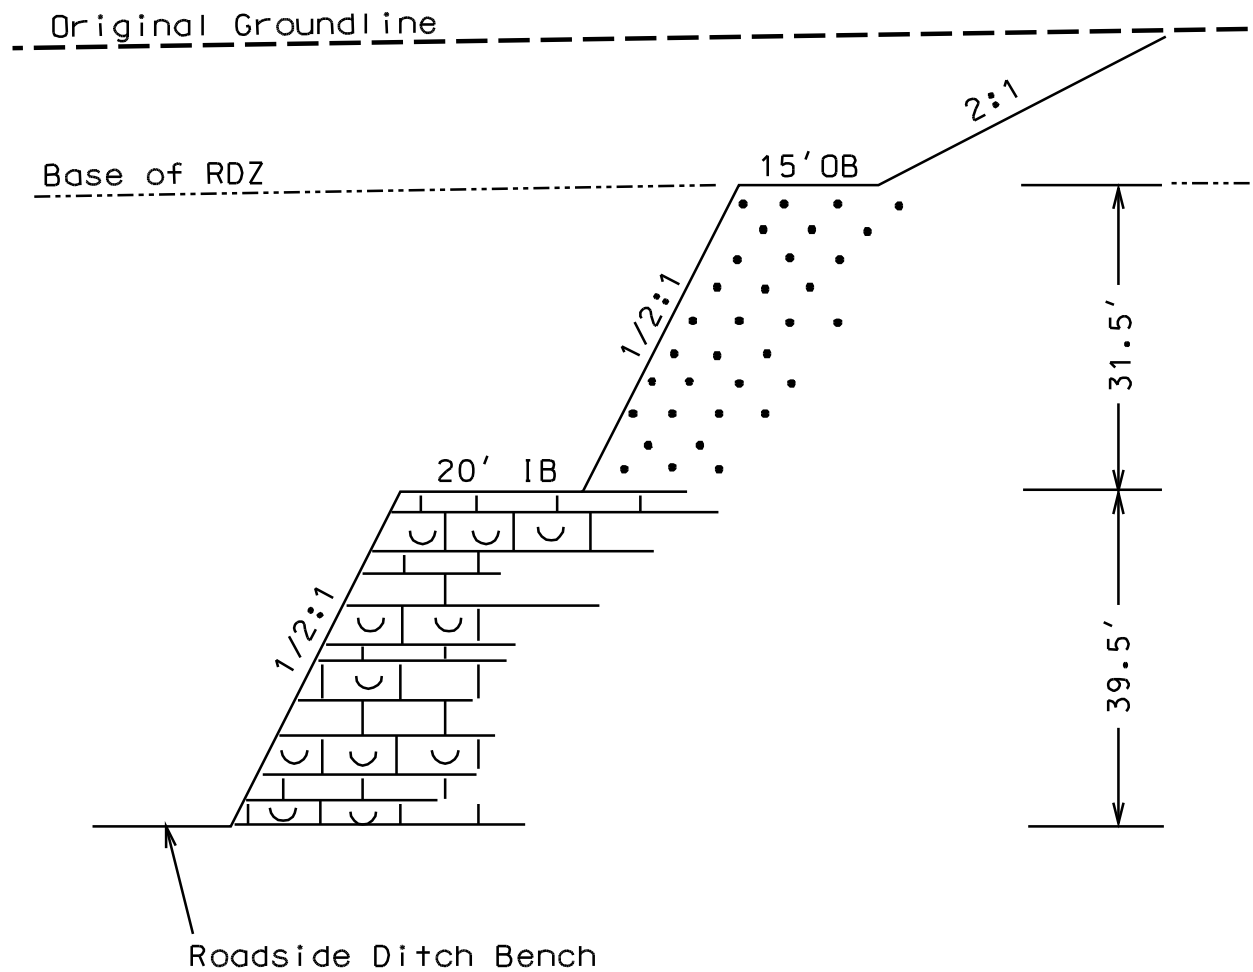 Original Groundline
2:1
Base of RDZ
15' OB
1/2:1
31.5'
20' IB
1/2:1
39.5'
Roadside Ditch Bench